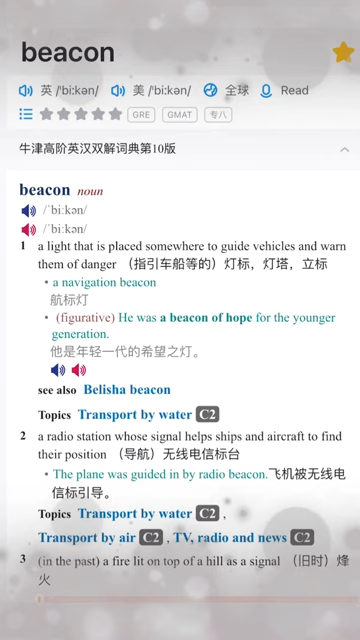 beacon
英 /'biːkən/ 美 /'biːkən/ 全球 Read
GRE GMAT 专八
牛津高阶英汉双解词典第10版
beacon noun
/ˈbiːkən/
/ˈbiːkən/
1 a light that is placed somewhere to guide vehicles and warn
them of danger （指引车船等的）灯标，灯塔，立标
• a navigation beacon
航标灯
• (figurative) He was a beacon of hope for the younger
generation.
他是年轻一代的希望之灯。
see also Belisha beacon
Topics Transport by water C2
2 a radio station whose signal helps ships and aircraft to find
their position （导航）无线电信标台
• The plane was guided in by radio beacon.飞机被无线电
信标引导。
Topics Transport by water C2 ,
Transport by air C2 , TV, radio and news C2
3 (in the past) a fire lit on top of a hill as a signal （旧时）烽
火